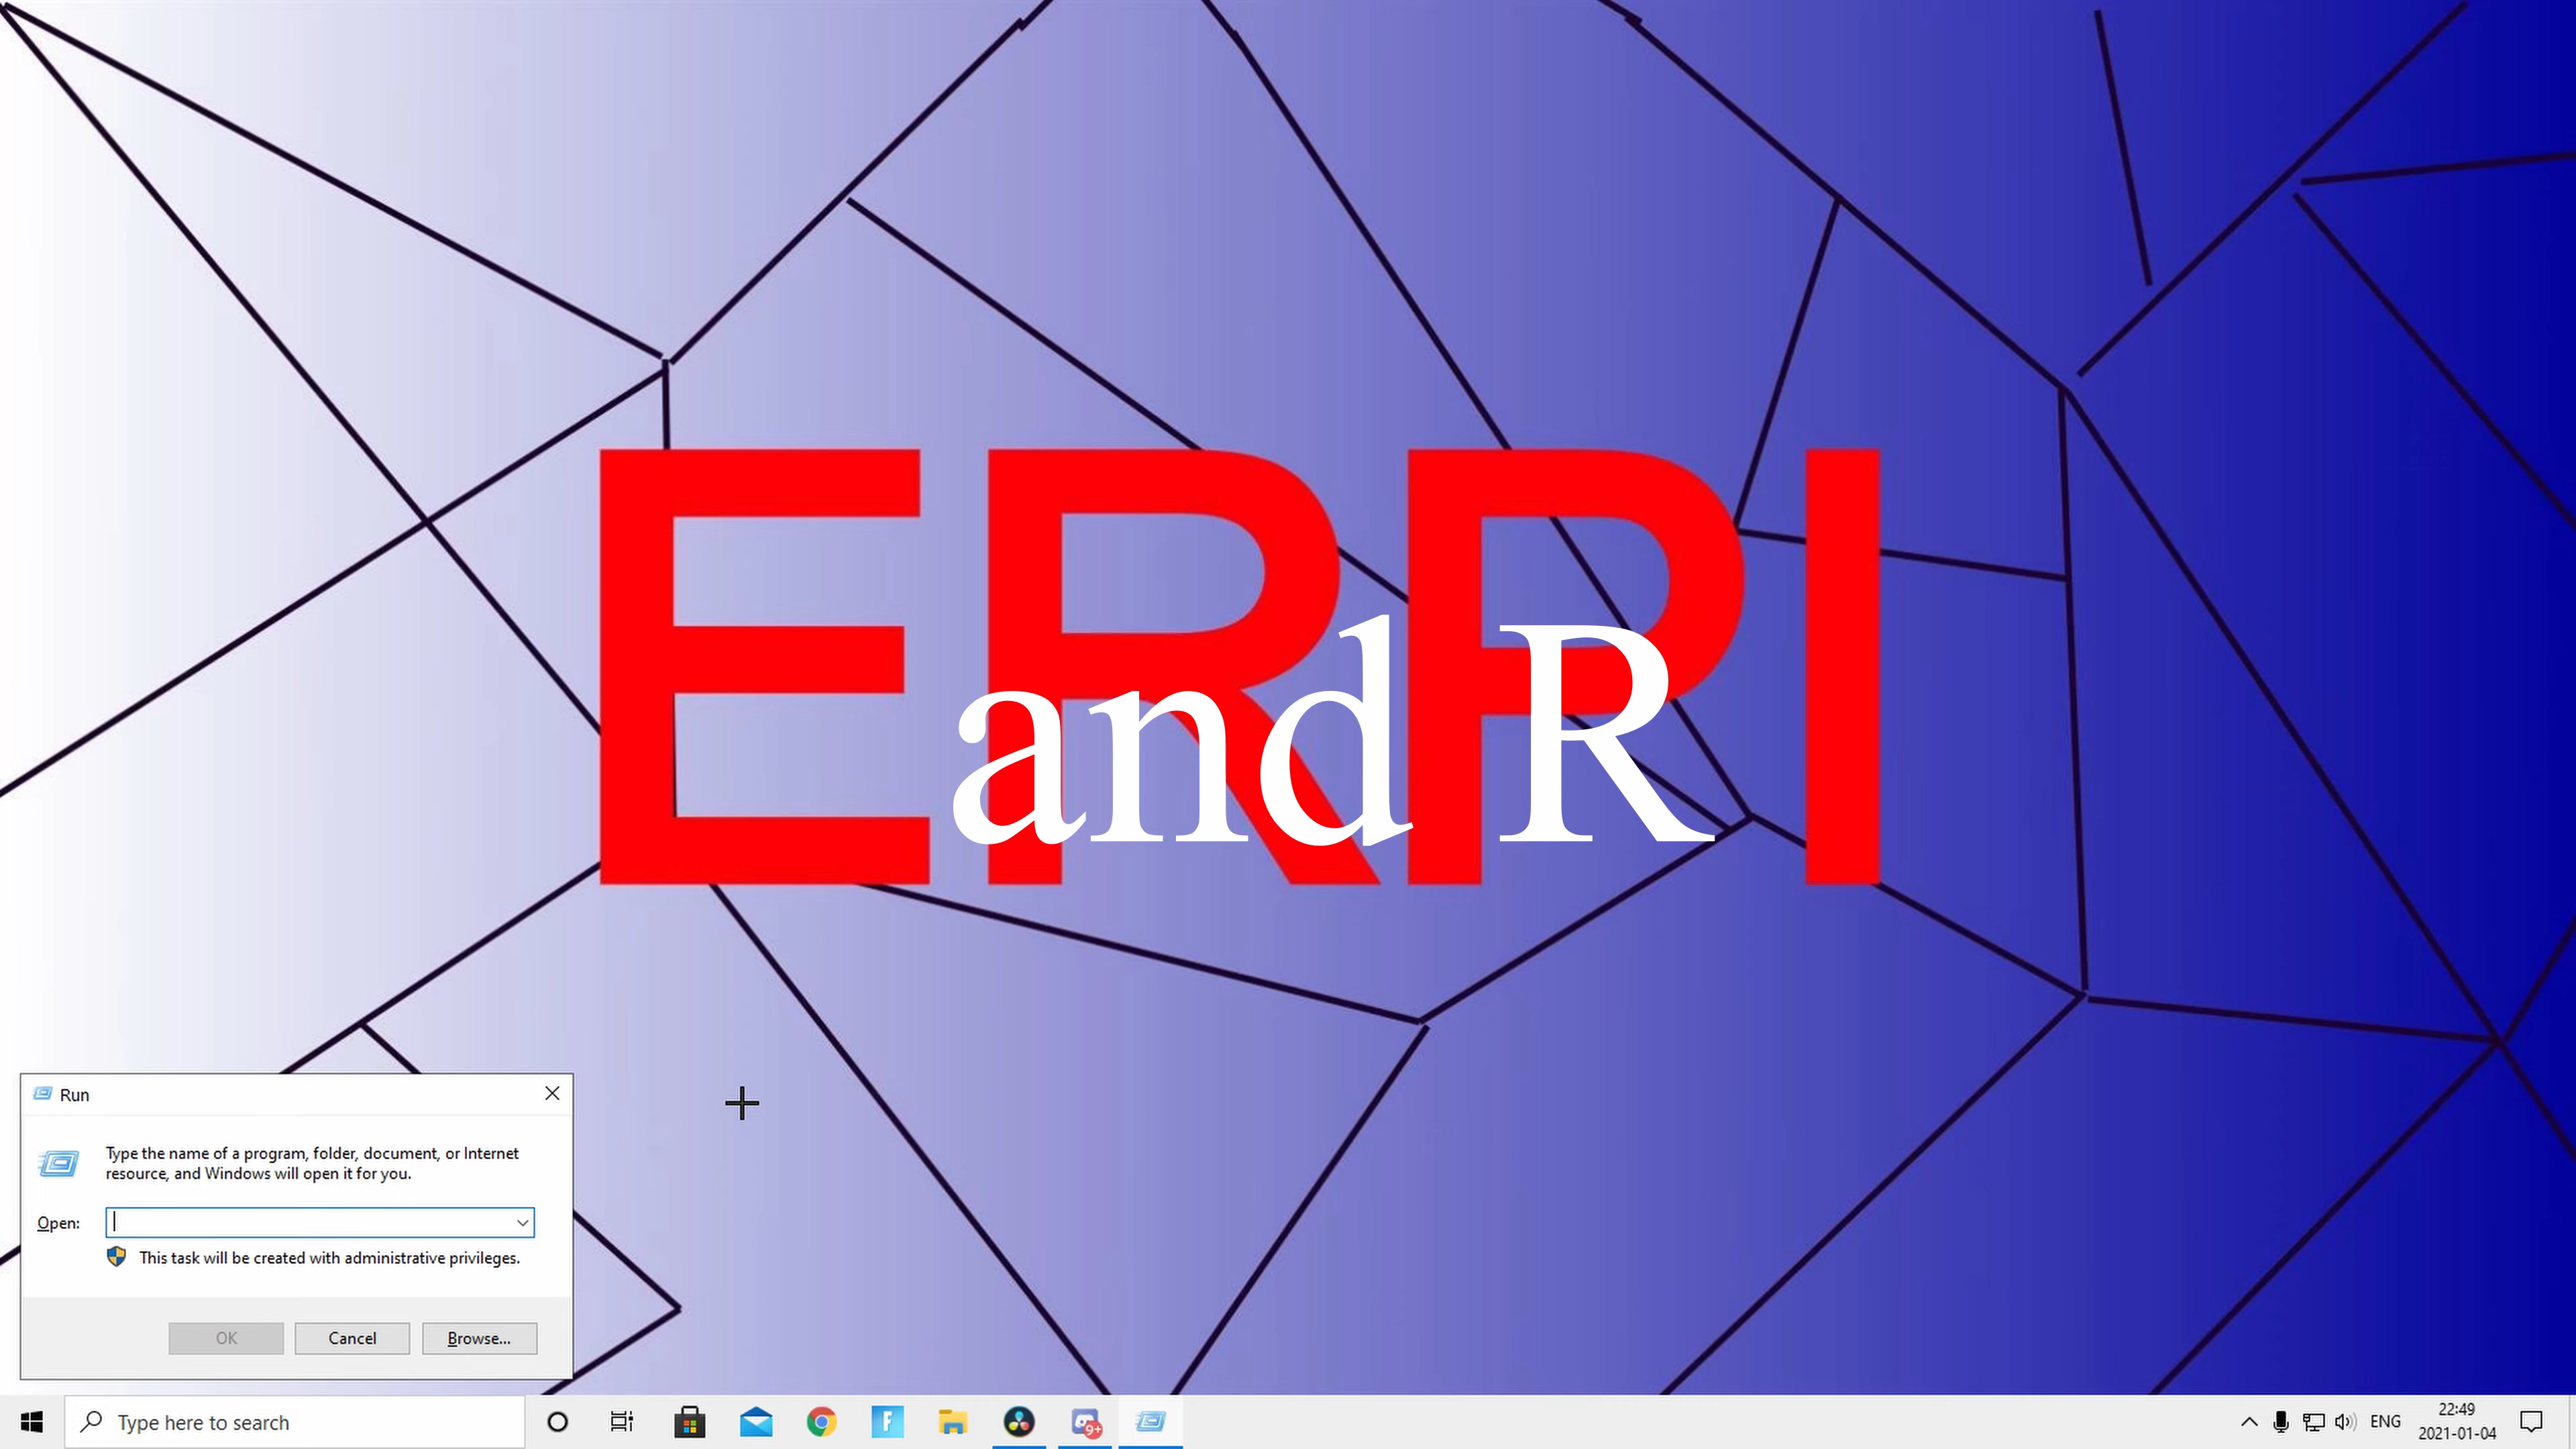 ERPI
and R
Run
Type the name of a program, folder, document, or Internet
resource, and Windows will open it for you.
Open:
This task will be created with administrative privileges.
OK
Cancel
Browse...
Type here to search
F
9+
ENG
22:49
2021-01-04